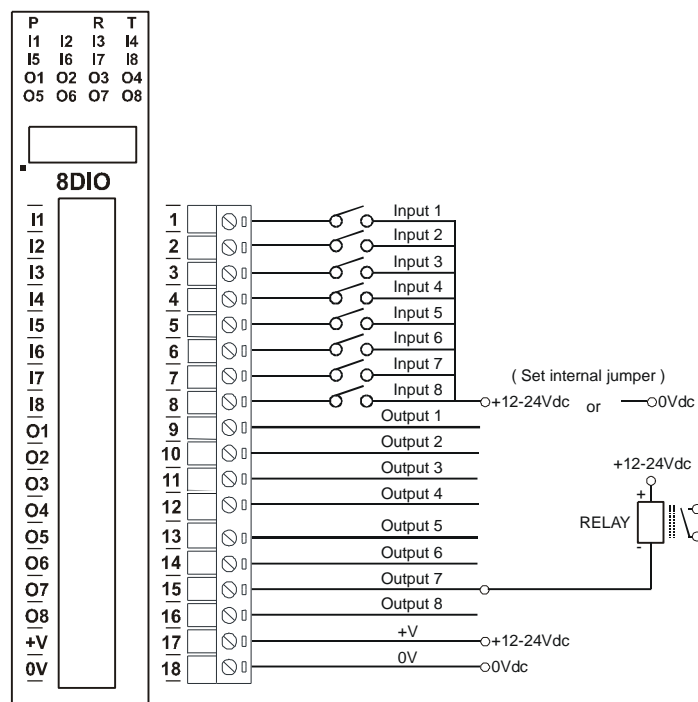 P R T
I1 I2 I3 I4
I5 I6 I7 I8
O1 O2 O3 O4
O5 O6 O7 O8
8DIO
I1 1 Input 1
I2 2 Input 2
I3 3 Input 3
I4 4 Input 4
I5 5 Input 5
I6 6 Input 6
I7 7 Input 7
( Set internal jumper )
I8 8 Input 8 +12-24Vdc or 0Vdc
O1 9 Output 1
O2 10 Output 2
O3 11 Output 3
+12-24Vdc
O4 12 Output 4
+
RELAY
O5 13 Output 5
-
O6 14 Output 6
O7 15 Output 7
O8 16 Output 8
+V 17 +V +12-24Vdc
0V 18 0V 0Vdc